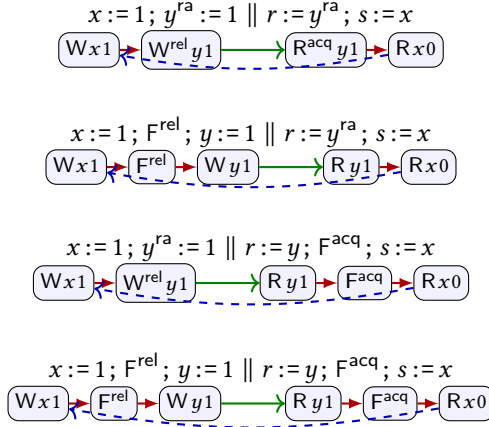 x := 1; y^ra := 1 ∥ r := y^ra; s := x
Wx1 W^rel y1 R^acq y1 Rx0
x := 1; F^rel; y := 1 ∥ r := y^ra; s := x
Wx1 F^rel Wy1 Ry1 Rx0
x := 1; y^ra := 1 ∥ r := y; F^acq; s := x
Wx1 W^rel y1 Ry1 F^acq Rx0
x := 1; F^rel; y := 1 ∥ r := y; F^acq; s := x
Wx1 F^rel Wy1 Ry1 F^acq Rx0